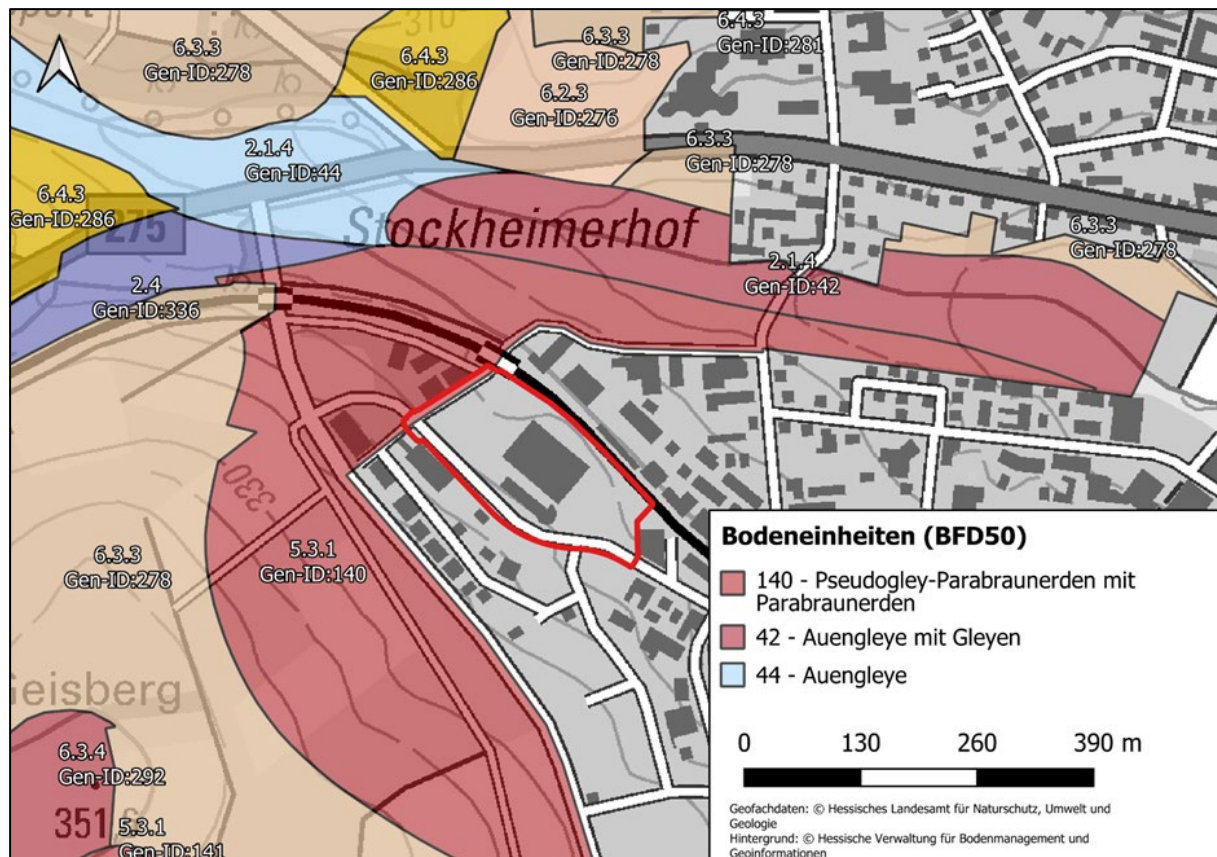 310
6.3.3
Gen-ID:278
6.4.3
Gen-ID:286
6.3.3
Gen-ID:278
6.4.3
Gen-ID:281
6.2.3
Gen-ID:276
2.1.4
Gen-ID:44
6.3.3
Gen-ID:278
6.4.3
Gen-ID:286
275
Stockheimerhof
6.3.3
Gen-ID:278
2.1.4
Gen-ID:42
2.4
Gen-ID:336
330
5.3.1
Gen-ID:140
6.3.3
Gen-ID:278
Geisberg
6.3.4
Gen-ID:292
351
5.3.1
Gen-ID:141
Bodeneinheiten (BFD50)
140 - Pseudogley-Parabraunerden mit
Parabraunerden
42 - Auengleye mit Gleyen
44 - Auengleye
0 130 260 390 m
Geofachdaten: © Hessisches Landesamt für Naturschutz, Umwelt und
Geologie
Hintergrund: © Hessische Verwaltung für Bodenmanagement und
Geoinformationen